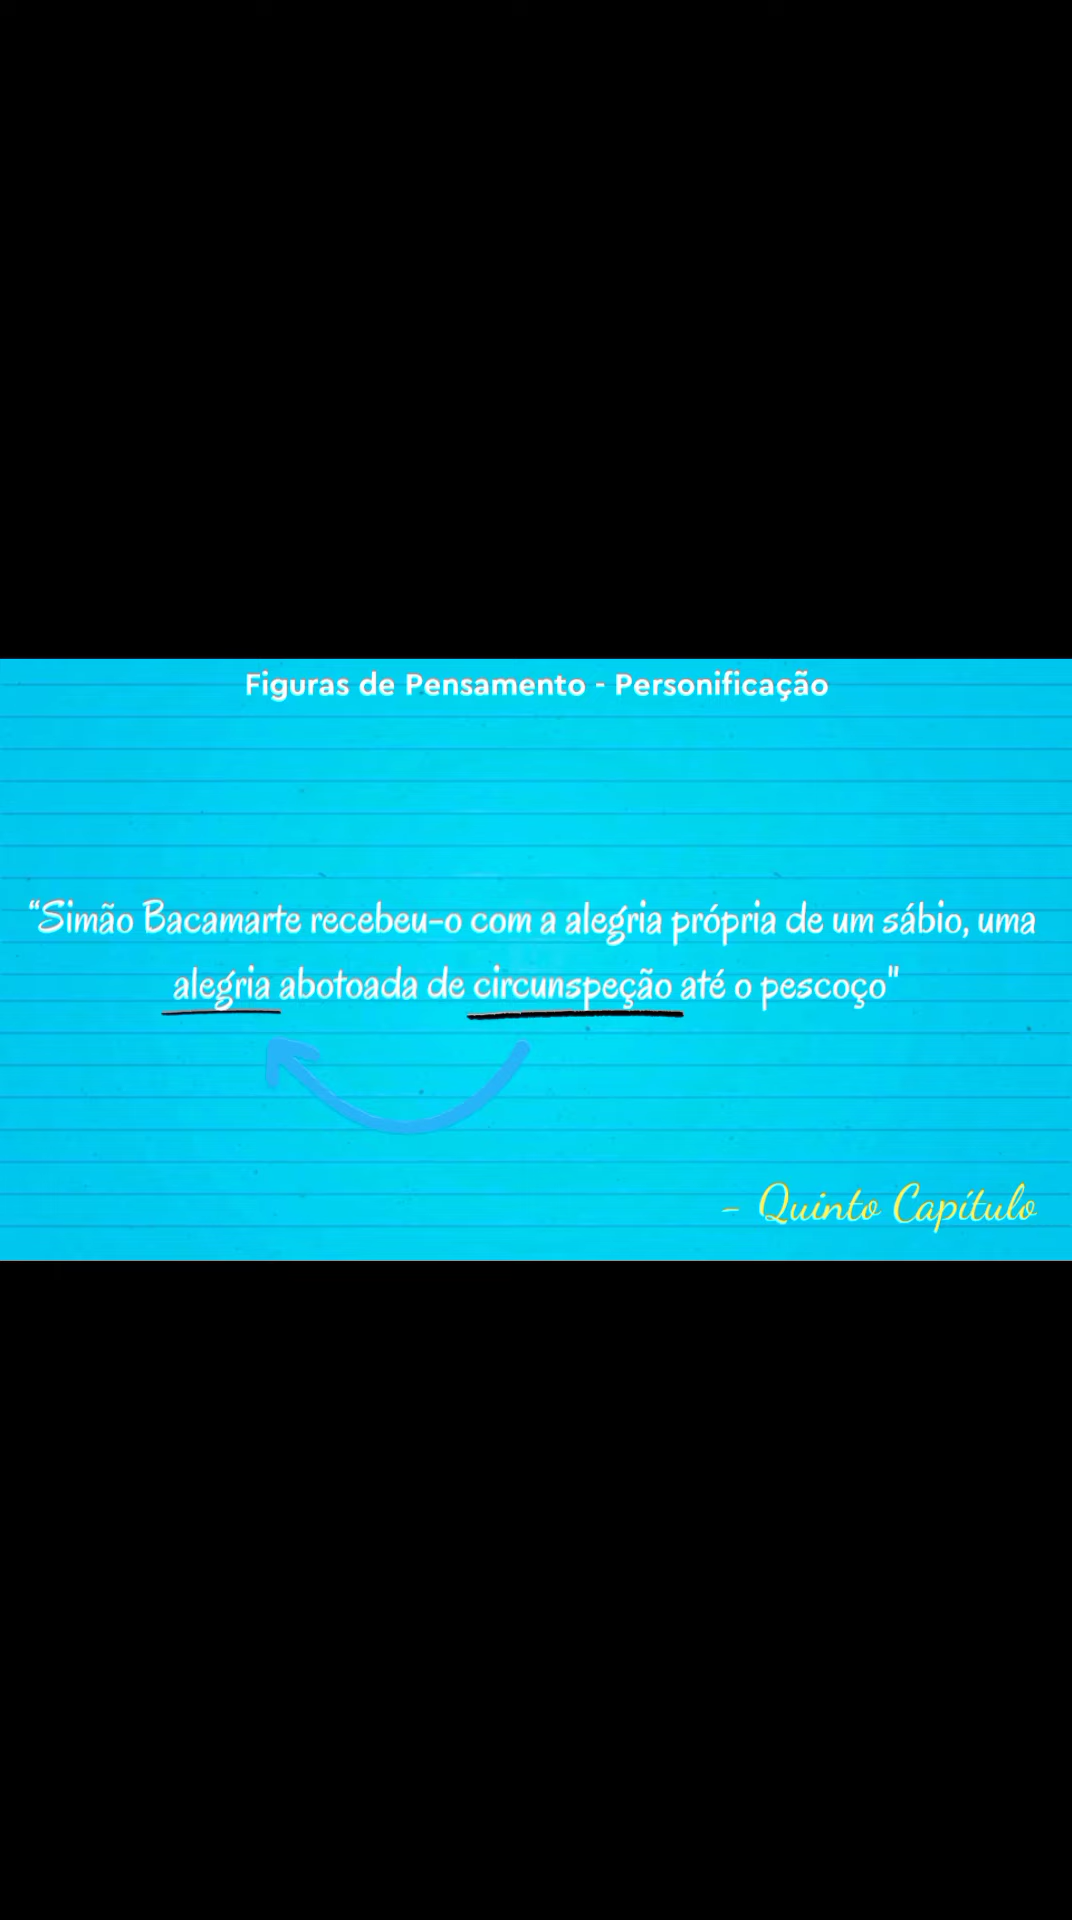 Figuras de Pensamento - Personificação
“Simão Bacamarte recebeu-o com a alegria própria de um sábio, uma
alegria abotoada de circunspeção até o pescoço"
- Quinto Capítulo